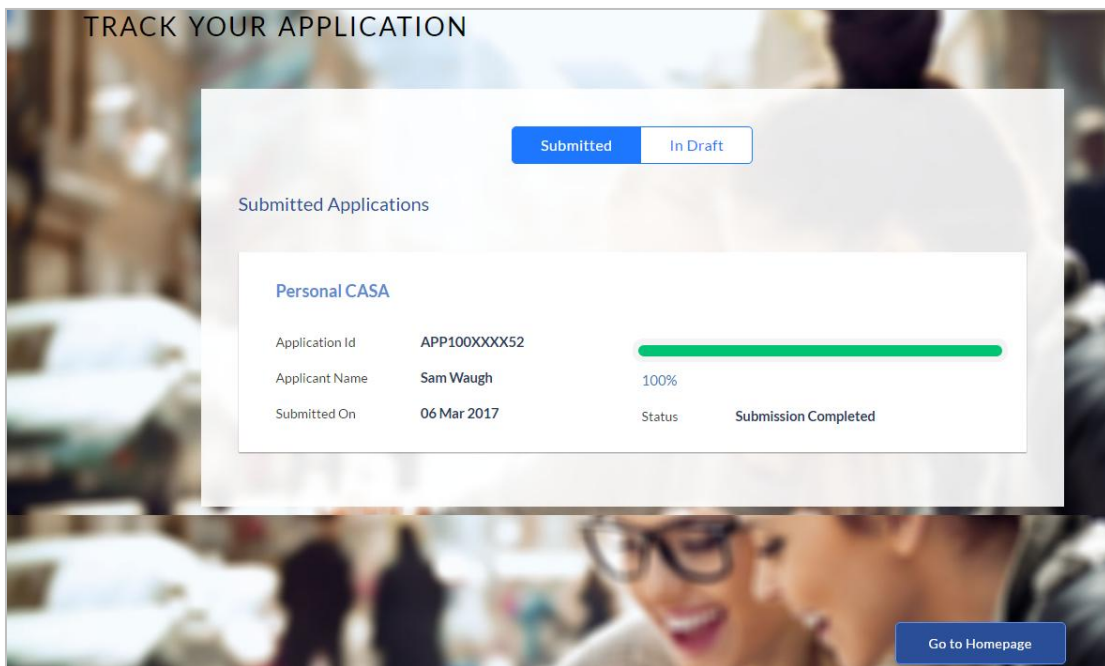 TRACK YOUR APPLICATION
Submitted
In Draft
Submitted Applications
Personal CASA
Application Id APP100XXXX52
Applicant Name Sam Waugh
100%
Submitted On 06 Mar 2017
Status Submission Completed
Go to Homepage